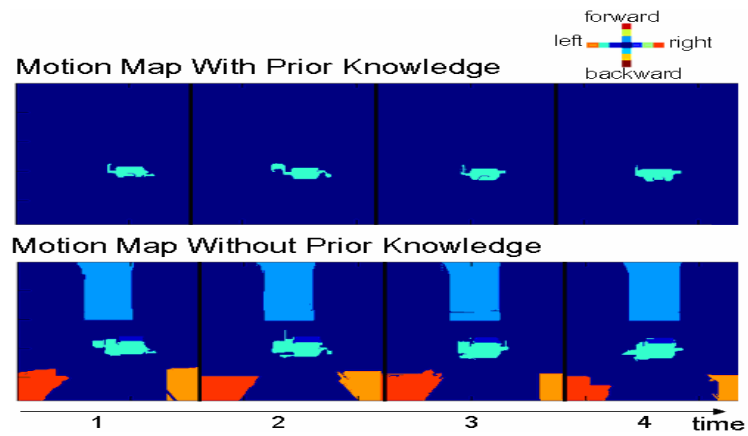 forward
left right
backward
Motion Map With Prior Knowledge
Motion Map Without Prior Knowledge
1 2 3 4 time